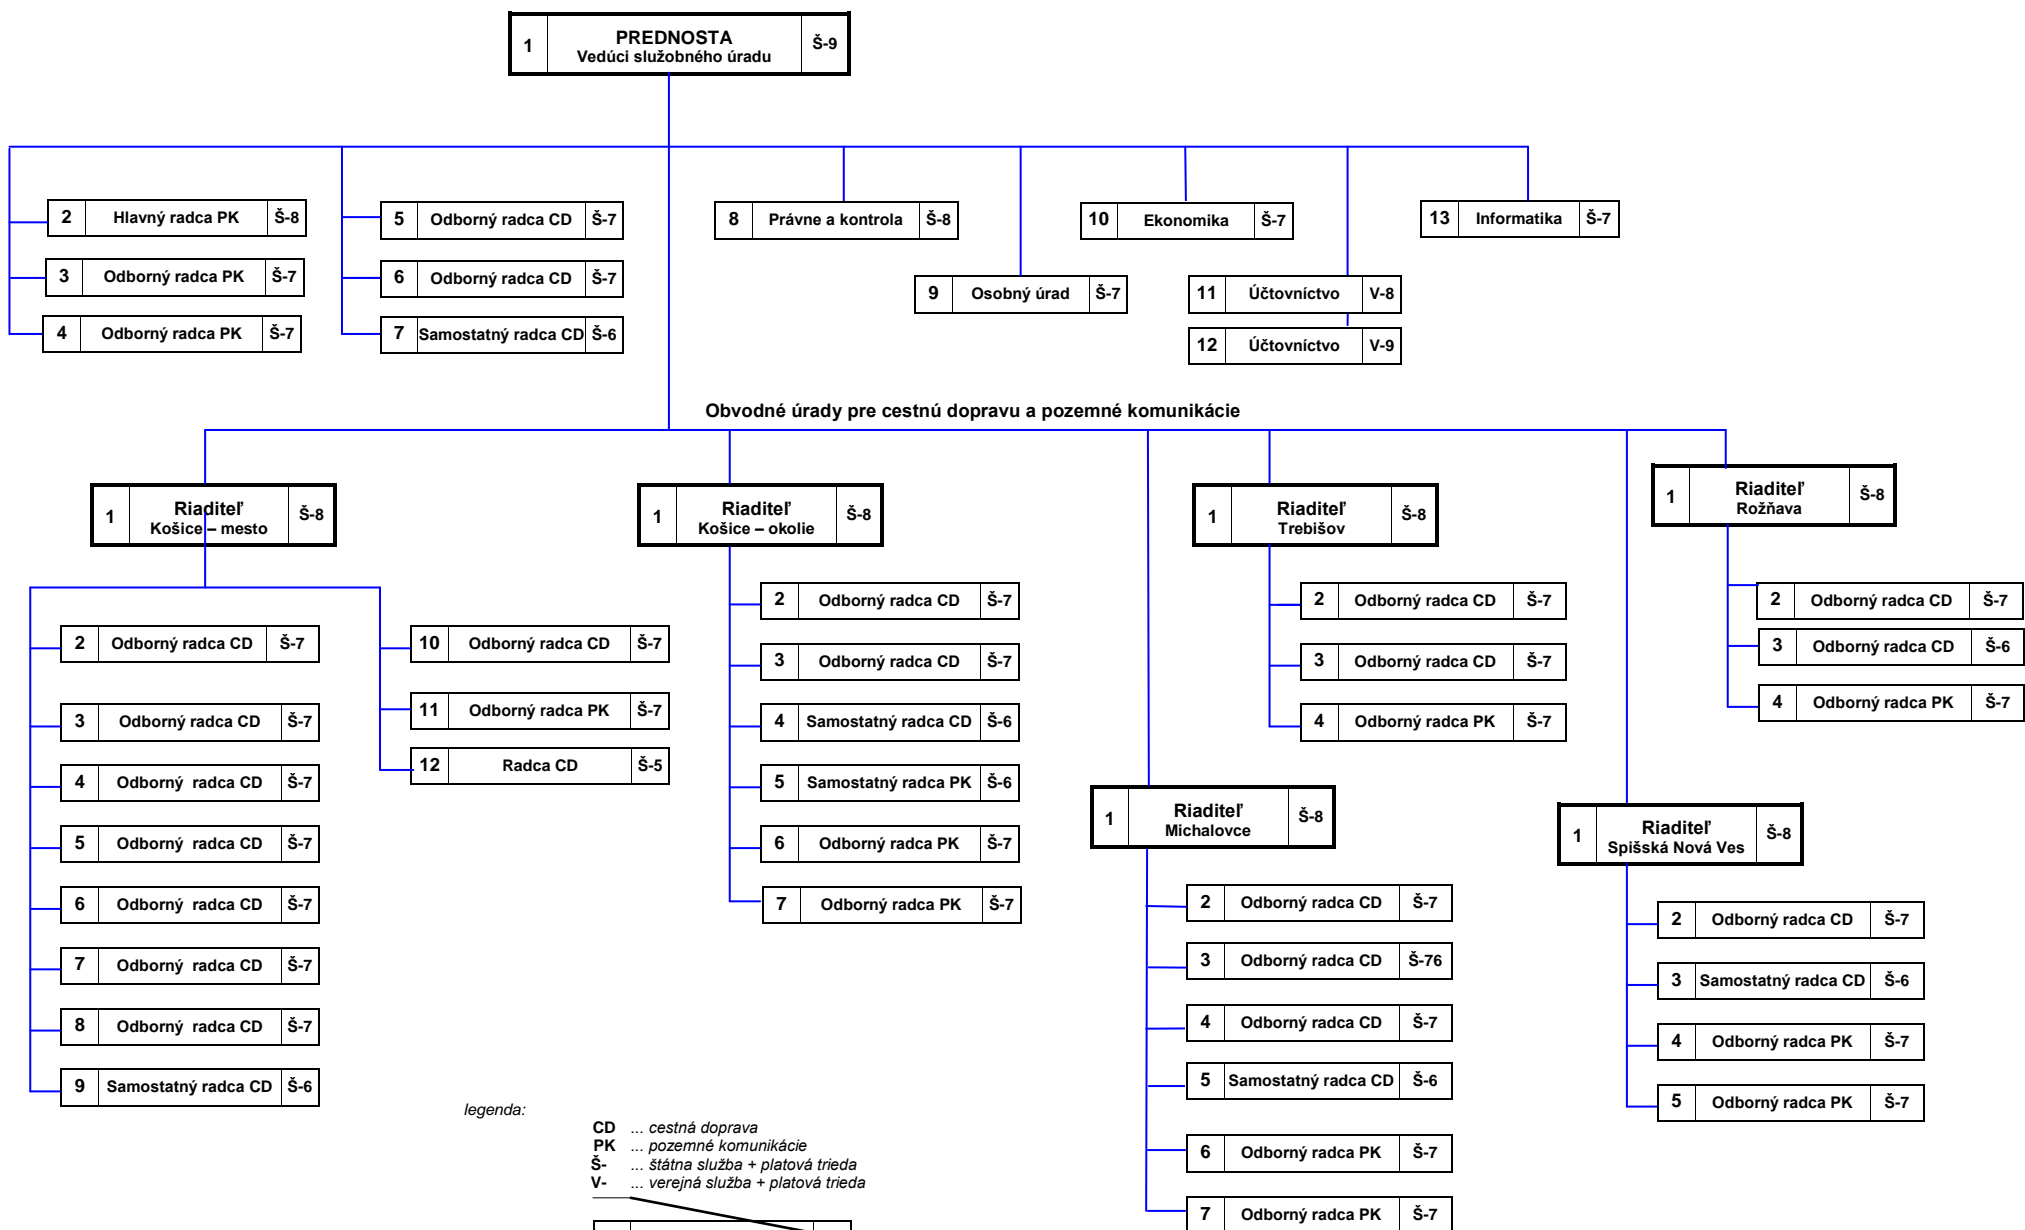 1 PREDNOSTA Š-9
Vedúci služobného úradu
2 Hlavný radca PK Š-8
3 Odborný radca PK Š-7
4 Odborný radca PK Š-7
5 Odborný radca CD Š-7
6 Odborný radca CD Š-7
7 Samostatný radca CD Š-6
8 Právne a kontrola Š-8
9 Osobný úrad Š-7
10 Ekonomika Š-7
11 Účtovníctvo V-8
12 Účtovníctvo V-9
13 Informatika Š-7
Obvodné úrady pre cestnú dopravu a pozemné komunikácie
1 Riaditeľ Š-8
Košice – mesto
2 Odborný radca CD Š-7
3 Odborný radca CD Š-7
4 Odborný radca CD Š-7
5 Odborný radca CD Š-7
6 Odborný radca CD Š-7
7 Odborný radca CD Š-7
8 Odborný radca CD Š-7
9 Samostatný radca CD Š-6
10 Odborný radca CD Š-7
11 Odborný radca PK Š-7
12 Radca CD Š-5
1 Riaditeľ Š-8
Košice – okolie
2 Odborný radca CD Š-7
3 Odborný radca CD Š-7
4 Samostatný radca CD Š-6
5 Samostatný radca PK Š-6
6 Odborný radca PK Š-7
7 Odborný radca PK Š-7
1 Riaditeľ Š-8
Michalovce
2 Odborný radca CD Š-7
3 Odborný radca CD Š-76
4 Odborný radca CD Š-7
5 Samostatný radca CD Š-6
6 Odborný radca PK Š-7
7 Odborný radca PK Š-7
1 Riaditeľ Š-8
Trebišov
2 Odborný radca CD Š-7
3 Odborný radca CD Š-7
4 Odborný radca PK Š-7
1 Riaditeľ Š-8
Spišská Nová Ves
2 Odborný radca CD Š-7
3 Samostatný radca CD Š-6
4 Odborný radca PK Š-7
5 Odborný radca PK Š-7
1 Riaditeľ Š-8
Rožňava
2 Odborný radca CD Š-7
3 Odborný radca CD Š-6
4 Odborný radca PK Š-7
legenda:
CD ... cestná doprava
PK ... pozemné komunikácie
Š- ... štátna služba + platová trieda
V- ... verejná služba + platová trieda